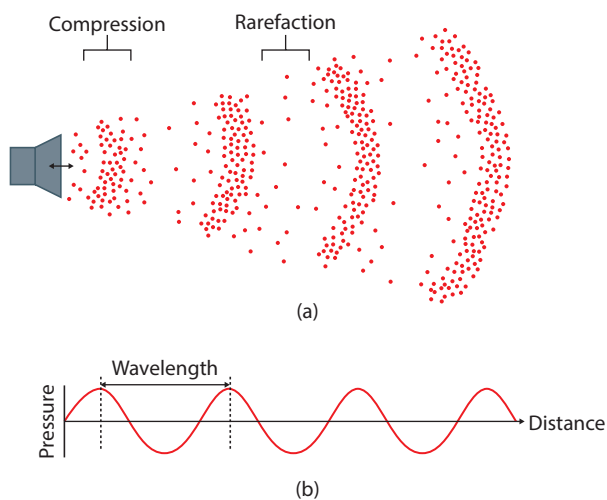 Compression
Rarefaction
(a)
Wavelength
Pressure
Distance
(b)